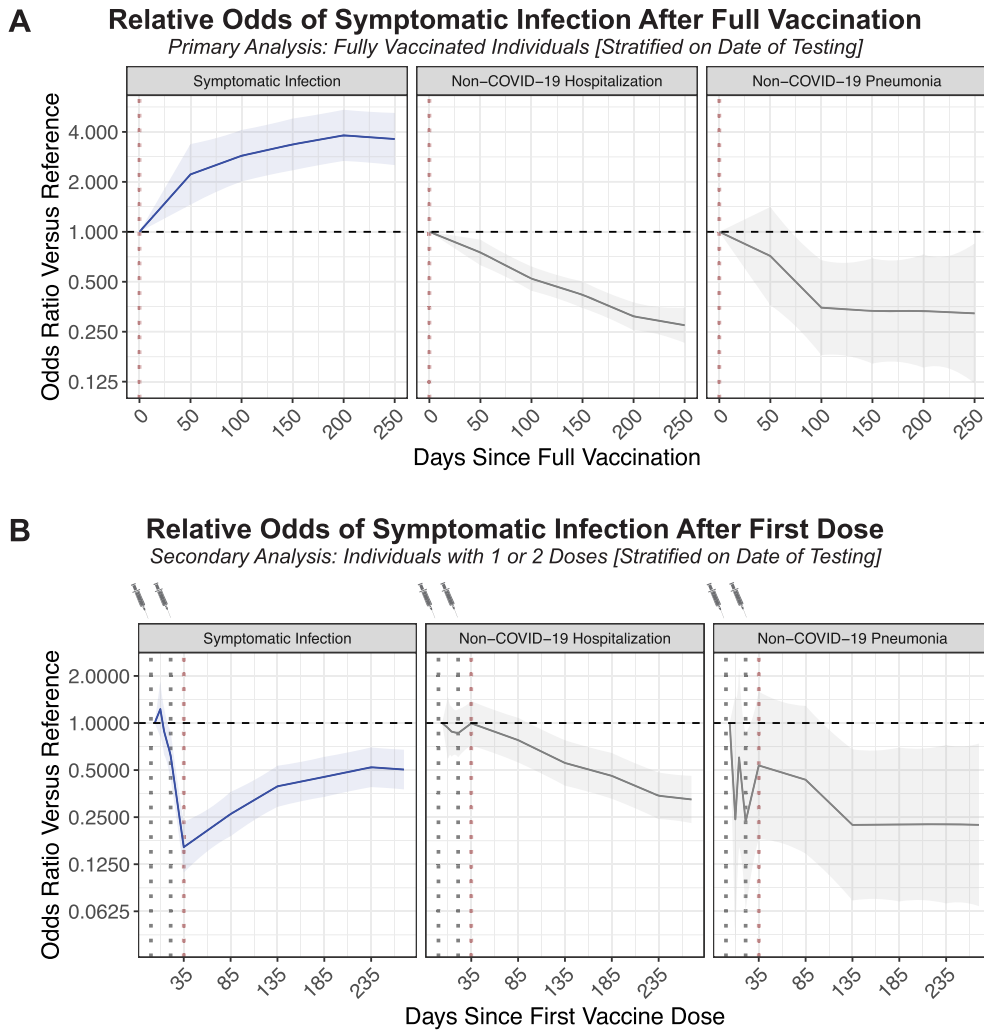 A
Relative Odds of Symptomatic Infection After Full Vaccination
Primary Analysis: Fully Vaccinated Individuals [Stratified on Date of Testing]
Symptomatic Infection
Non−COVID−19 Hospitalization
Non−COVID−19 Pneumonia
Odds Ratio Versus Reference
4.000
2.000
1.000
0.500
0.250
0.125
0 50 100 150 200 250
0 50 100 150 200 250
0 50 100 150 200 250
Days Since Full Vaccination
B
Relative Odds of Symptomatic Infection After First Dose
Secondary Analysis: Individuals with 1 or 2 Doses [Stratified on Date of Testing]
Symptomatic Infection
Non−COVID−19 Hospitalization
Non−COVID−19 Pneumonia
Odds Ratio Versus Reference
2.0000
1.0000
0.5000
0.2500
0.1250
0.0625
35 85 135 185 235
35 85 135 185 235
35 85 135 185 235
Days Since First Vaccine Dose